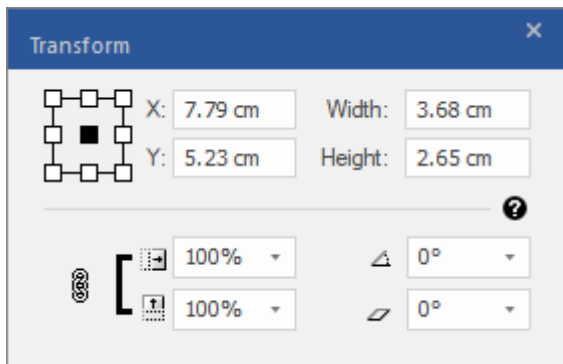 Transform
X: 7.79 cm Width: 3.68 cm
Y: 5.23 cm Height: 2.65 cm
?
100% 0°
100% 0°